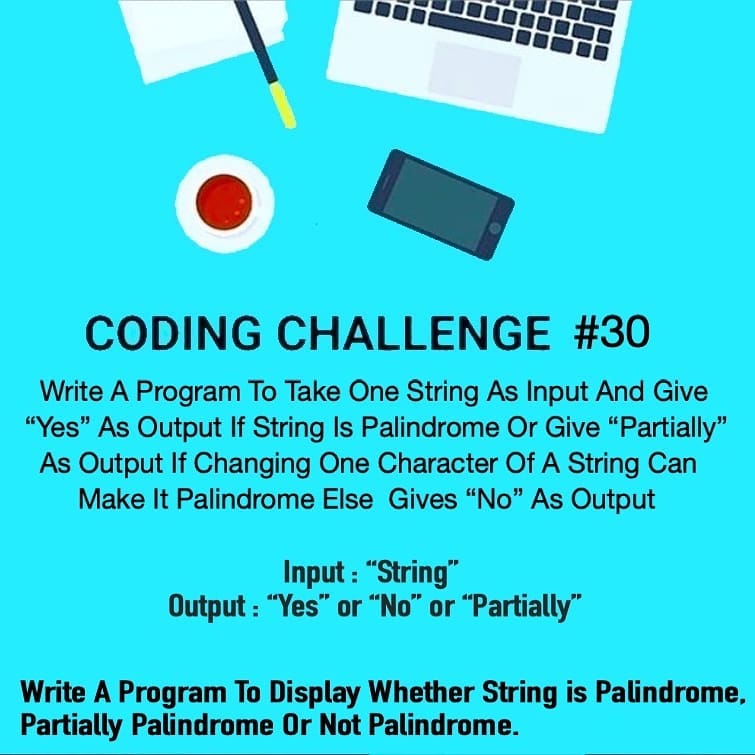 CODING CHALLENGE #30
Write A Program To Take One String As Input And Give
“Yes” As Output If String Is Palindrome Or Give “Partially”
As Output If Changing One Character Of A String Can
Make It Palindrome Else Gives “No” As Output
Input : “String”
Output : “Yes” or “No” or “Partially”
Write A Program To Display Whether String is Palindrome,
Partially Palindrome Or Not Palindrome.